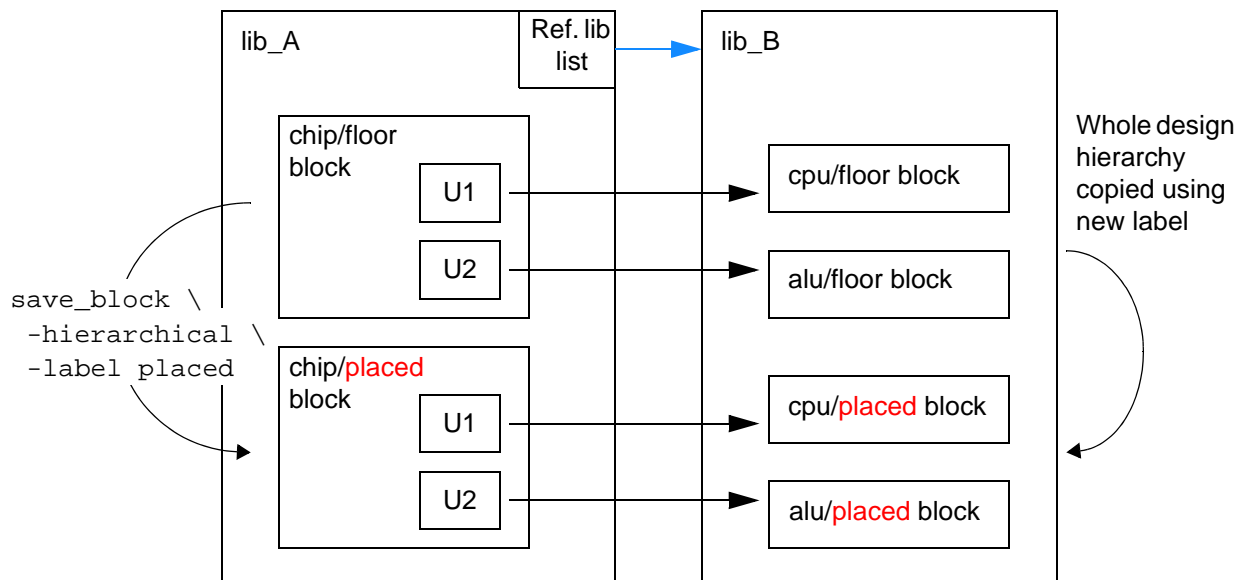 lib_A
Ref. lib
list
lib_B
chip/floor
block
U1
U2
cpu/floor block
alu/floor block
Whole design
hierarchy
copied using
new label
save_block \
-hierarchical \
-label placed
chip/placed
block
U1
U2
cpu/placed block
alu/placed block